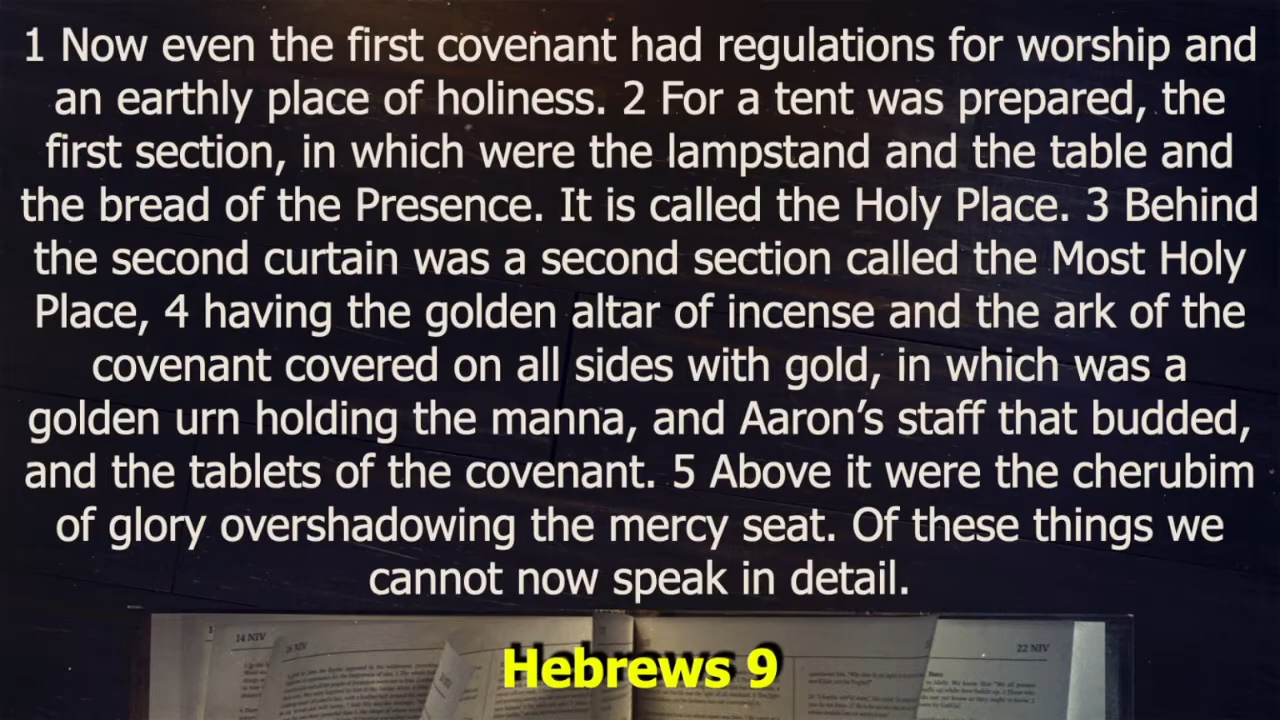 1 Now even the first covenant had regulations for worship and
an earthly place of holiness. 2 For a tent was prepared, the
first section, in which were the lampstand and the table and
the bread of the Presence. It is called the Holy Place. 3 Behind
the second curtain was a second section called the Most Holy
Place, 4 having the golden altar of incense and the ark of the
covenant covered on all sides with gold, in which was a
golden urn holding the manna, and Aaron’s staff that budded,
and the tablets of the covenant. 5 Above it were the cherubim
of glory overshadowing the mercy seat. Of these things we
cannot now speak in detail.
14 NIV
22 NIV
Hebrews 9